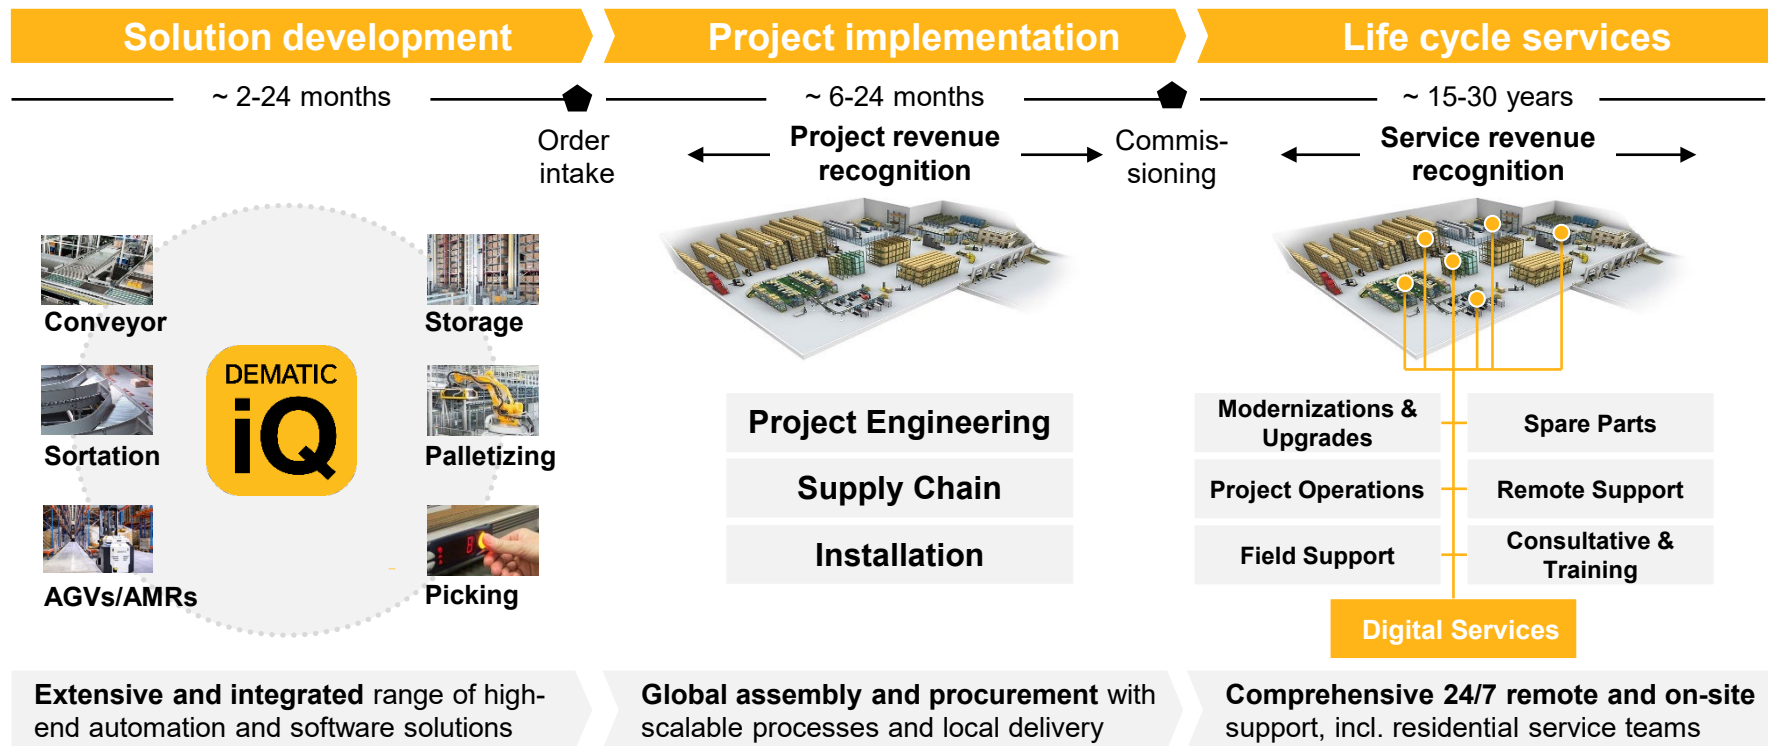 Solution development
Project implementation
Life cycle services
~ 2-24 months
~ 6-24 months
~ 15-30 years
Order
intake
Project revenue
recognition
Commis-
sioning
Service revenue
recognition
Conveyor
Storage
DEMATIC
iQ
Sortation
Palletizing
AGVs/AMRs
Picking
Project Engineering
Supply Chain
Installation
Modernizations &
Upgrades
Spare Parts
Project Operations
Remote Support
Field Support
Consultative &
Training
Digital Services
Extensive and integrated range of high-
end automation and software solutions
Global assembly and procurement with
scalable processes and local delivery
Comprehensive 24/7 remote and on-site
support, incl. residential service teams